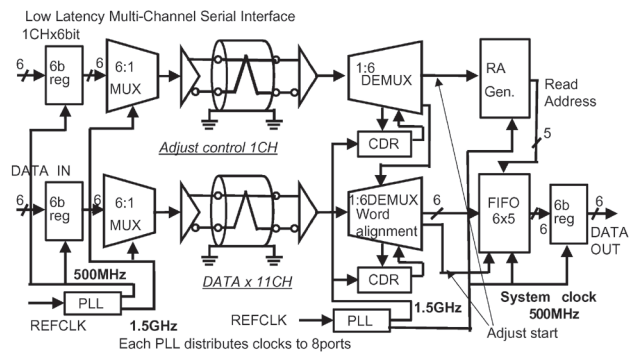 Low Latency Multi-Channel Serial Interface
1CHx6bit
6
6b
reg
6
6:1
MUX
1:6
DEMUX
RA
Gen.
Read
Address
5
CDR
Adjust control 1CH
DATA IN
6
6b
reg
6
6:1
MUX
1:6DEMUX
Word
alignment
6
FIFO
6x5
6
6b
reg
6
DATA
OUT
CDR
DATA x 11CH
500MHz
PLL
REFCLK
1.5GHz
REFCLK
PLL
1.5GHz
System clock
500MHz
Adjust start
Each PLL distributes clocks to 8ports